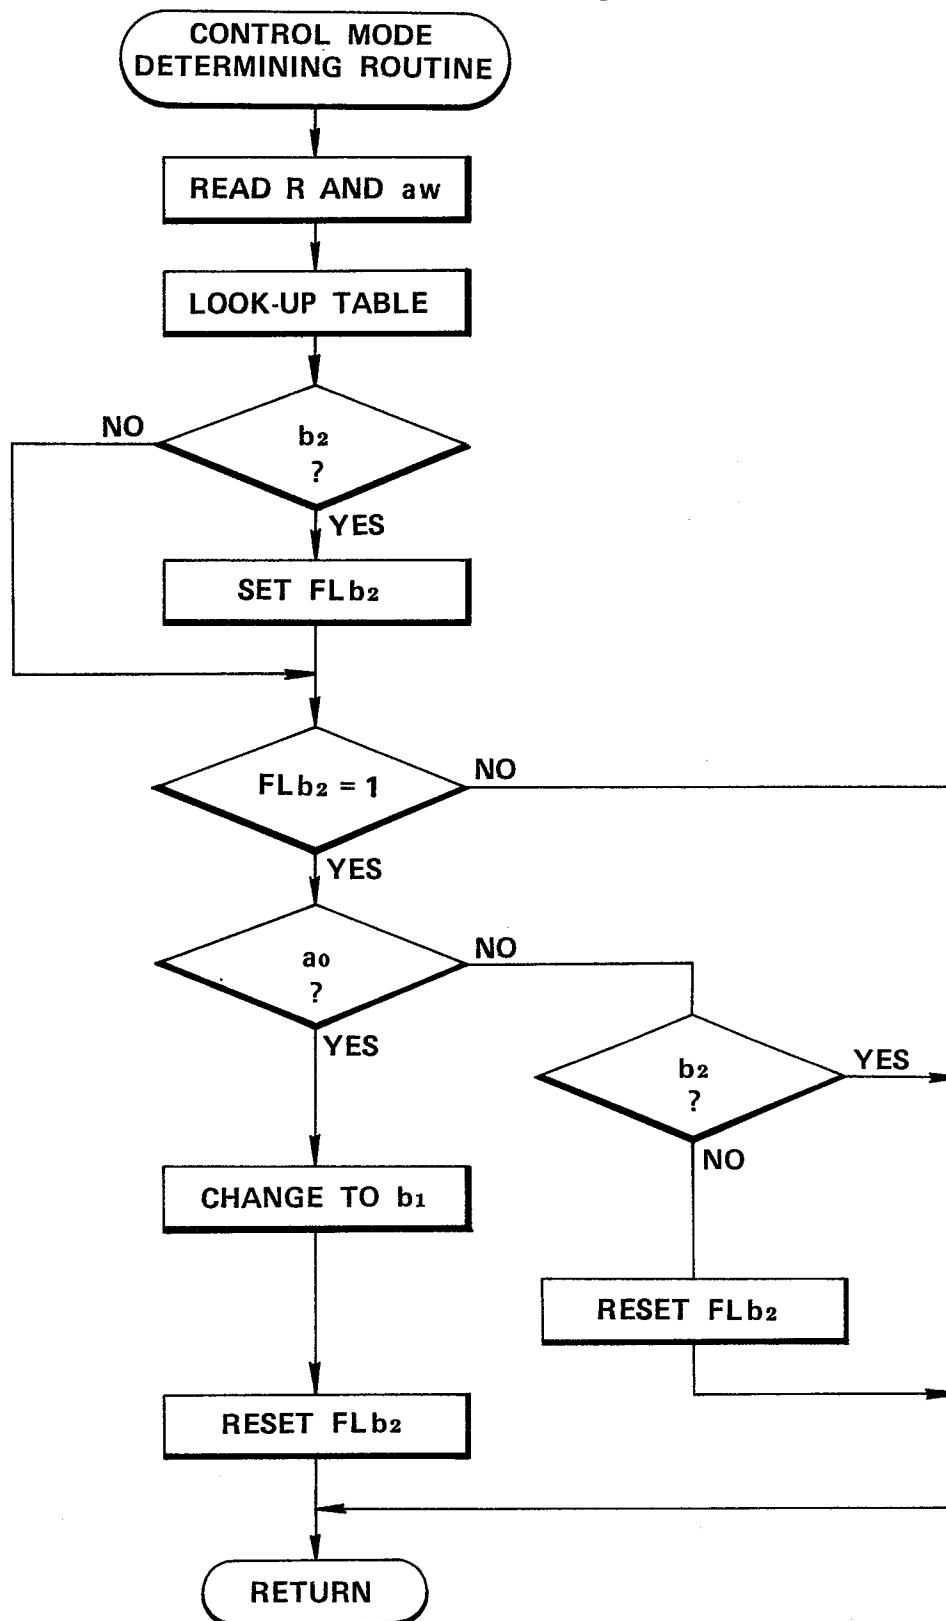 CONTROL MODE
DETERMINING ROUTINE
READ R AND aw
LOOK-UP TABLE
NO
b₂
?
YES
SET FLb₂
FLb₂ = 1
NO
YES
a₀
?
NO
YES
b₂
?
YES
NO
CHANGE TO b₁
RESET FLb₂
RESET FLb₂
RETURN